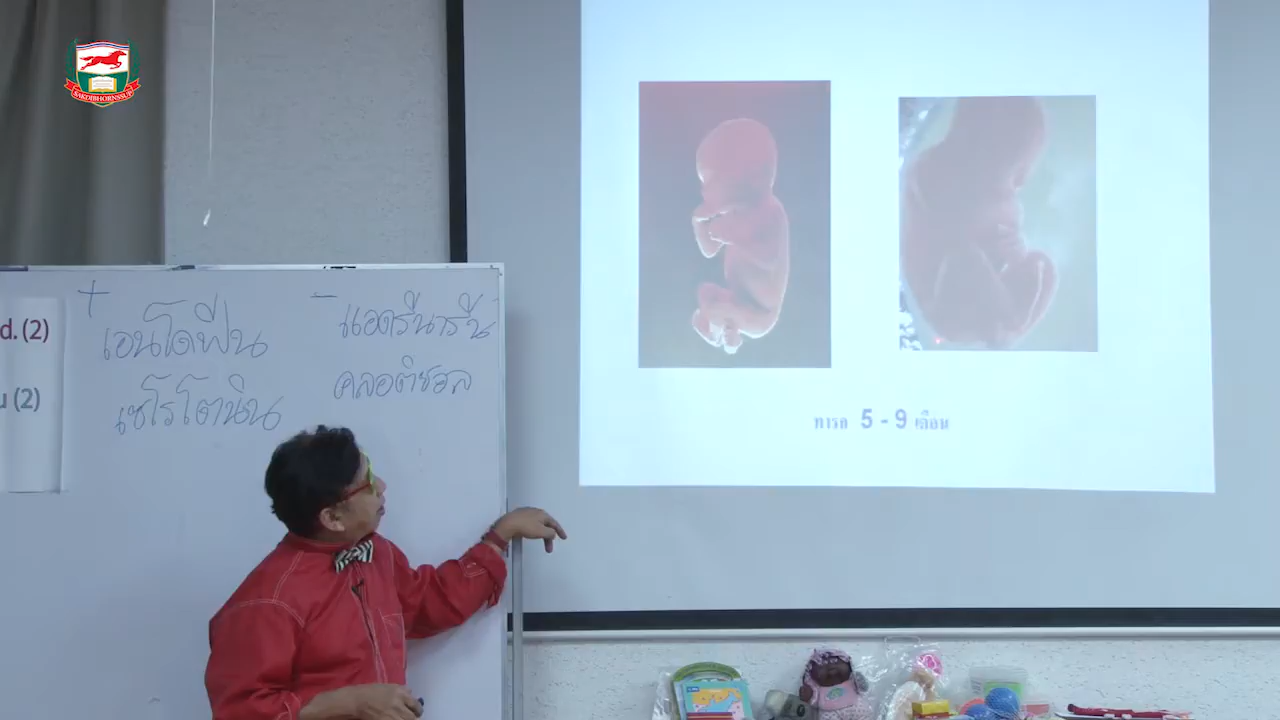 SAKDIBHORNSSUP
d. (2)
น (2)
+
เอนโดฟีน
เซโรโตนิน
-
แอดรีนารีน
คลอติซอล
ทารก 5 - 9 เดือน